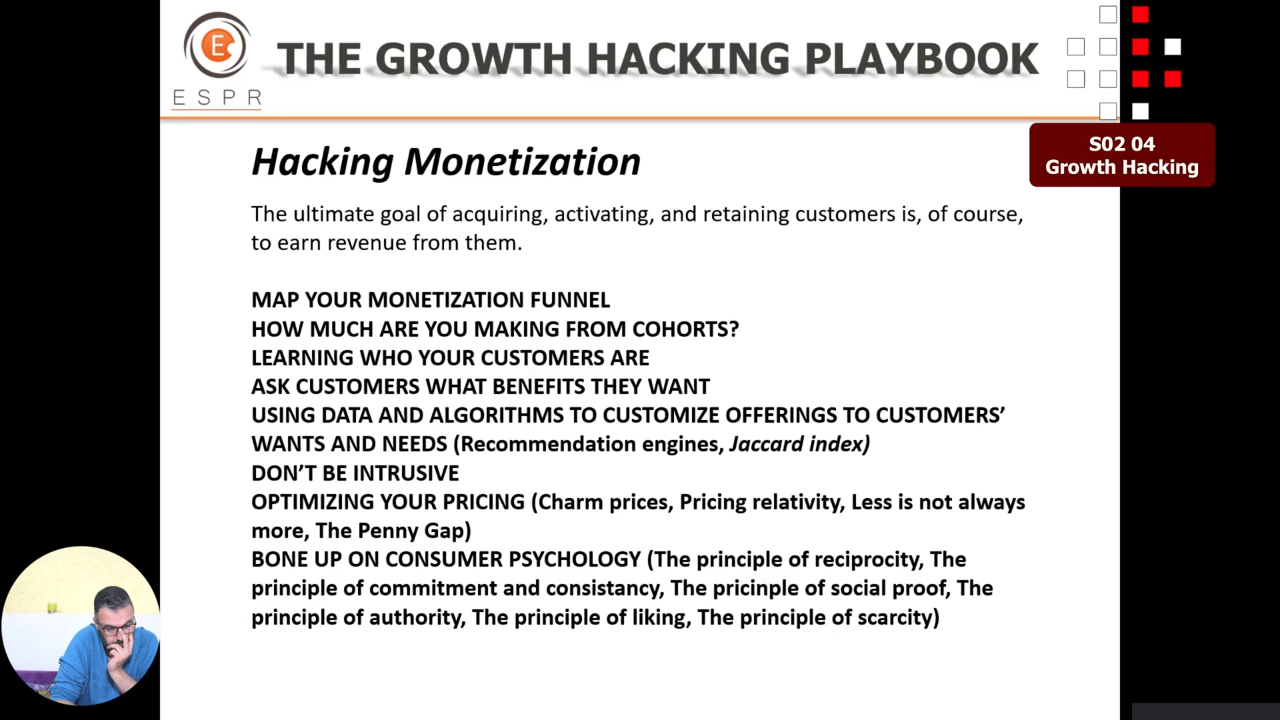 E
ESPR
THE GROWTH HACKING PLAYBOOK
S02 04
Growth Hacking
Hacking Monetization
The ultimate goal of acquiring, activating, and retaining customers is, of course,
to earn revenue from them.
MAP YOUR MONETIZATION FUNNEL
HOW MUCH ARE YOU MAKING FROM COHORTS?
LEARNING WHO YOUR CUSTOMERS ARE
ASK CUSTOMERS WHAT BENEFITS THEY WANT
USING DATA AND ALGORITHMS TO CUSTOMIZE OFFERINGS TO CUSTOMERS’
WANTS AND NEEDS (Recommendation engines, Jaccard index)
DON’T BE INTRUSIVE
OPTIMIZING YOUR PRICING (Charm prices, Pricing relativity, Less is not always
more, The Penny Gap)
BONE UP ON CONSUMER PSYCHOLOGY (The principle of reciprocity, The
principle of commitment and consistancy, The pricinple of social proof, The
principle of authority, The principle of liking, The principle of scarcity)